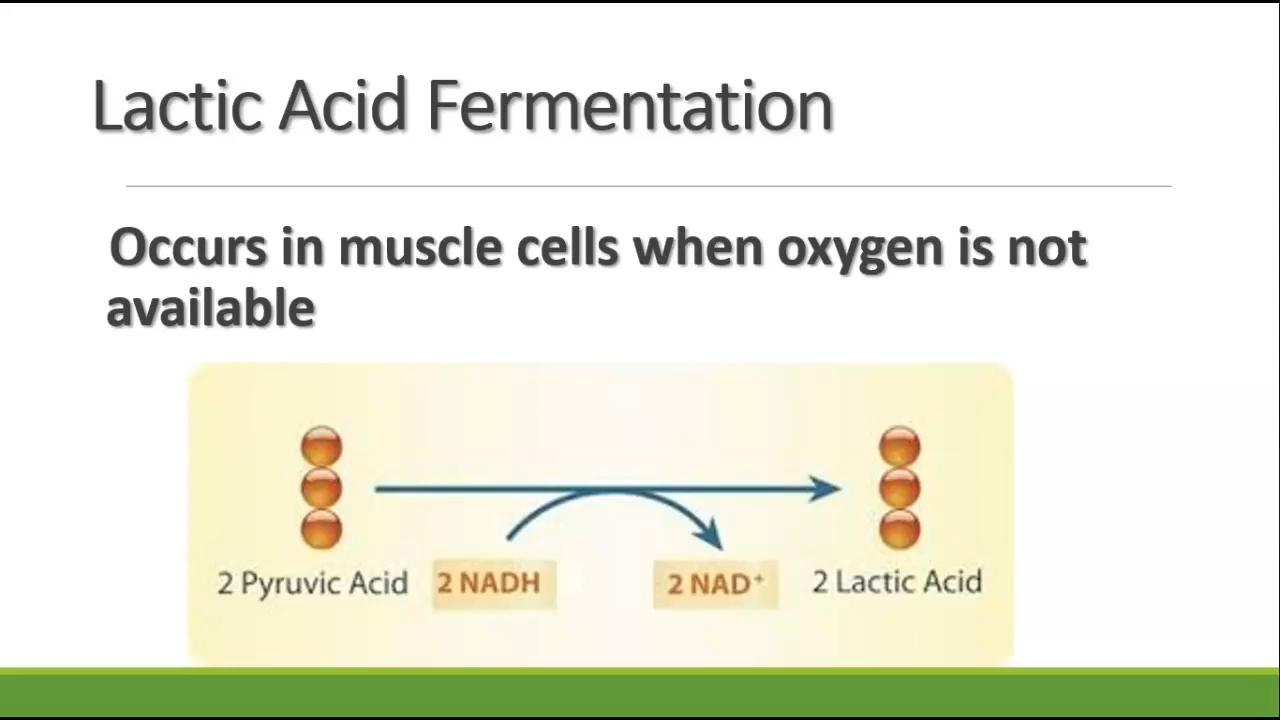 Lactic Acid Fermentation
Occurs in muscle cells when oxygen is not
available
2 Pyruvic Acid
2 NADH
2 NAD⁺
2 Lactic Acid